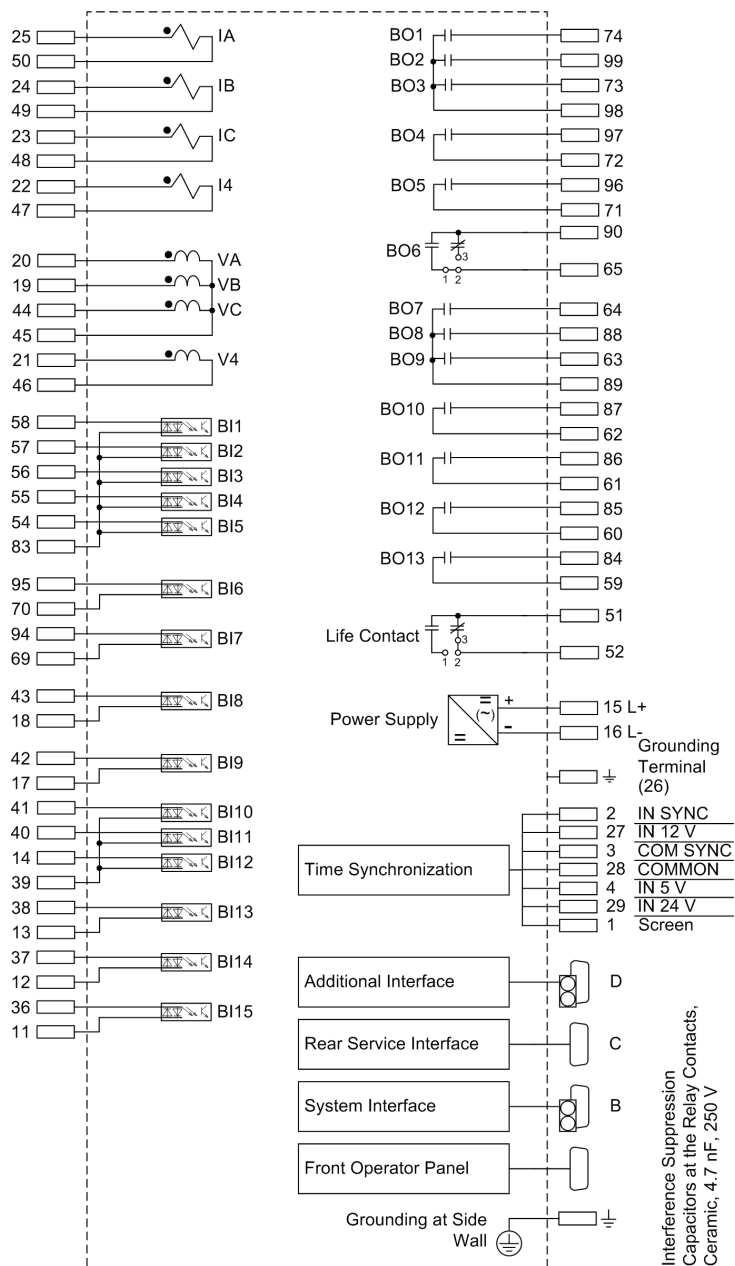 25 IA BO1 74
50 BO2 99
24 IB BO3 73
49 98
23 IC BO4 97
48 72
22 I4 BO5 96
47 71
90
20 VA BO6 3 65
19 VB 1 2
44 VC BO7 64
45 BO8 88
21 V4 BO9 63
46 89
58 BI1 BO10 87
57 BI2 62
56 BI3 BO11 86
55 BI4 61
54 BI5 BO12 85
83 60
95 BI6 BO13 84
70 59
94 BI7 51
69 Life Contact 3 52
1 2
43 BI8
18 Power Supply = (~) = + 15 L+
- 16 L-
42 BI9 Grounding
17 Terminal
(26)
41 BI10 2 IN SYNC
40 BI11 27 IN 12 V
14 BI12 3 COM SYNC
39 Time Synchronization 28 COMMON
38 BI13 4 IN 5 V
13 29 IN 24 V
1 Screen
37 BI14
12 Additional Interface D
36 BI15
11 Rear Service Interface C
System Interface B
Front Operator Panel
Grounding at Side
Wall
Interference Suppression
Capacitors at the Relay Contacts,
Ceramic, 4.7 nF, 250 V